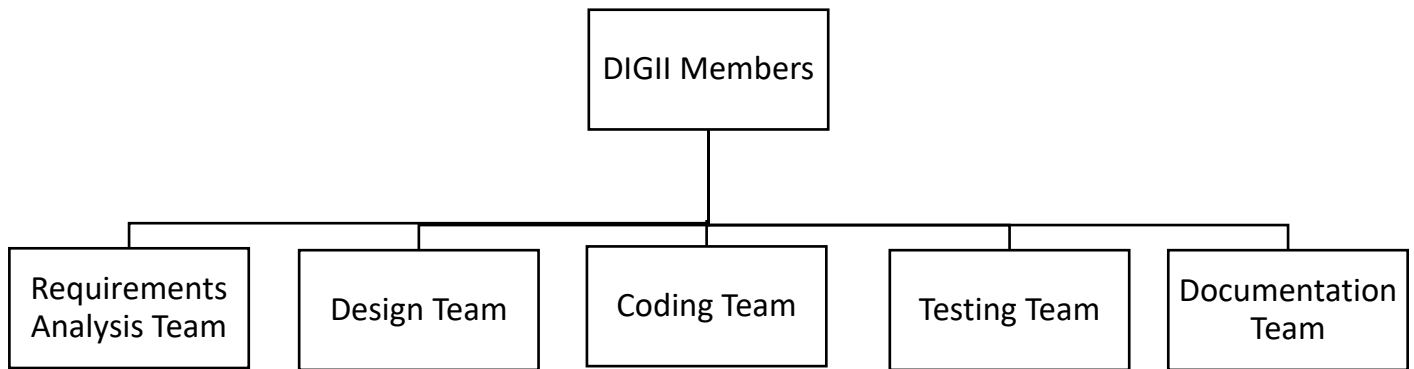 DIGII Members
Requirements
Analysis Team
Design Team
Coding Team
Testing Team
Documentation
Team